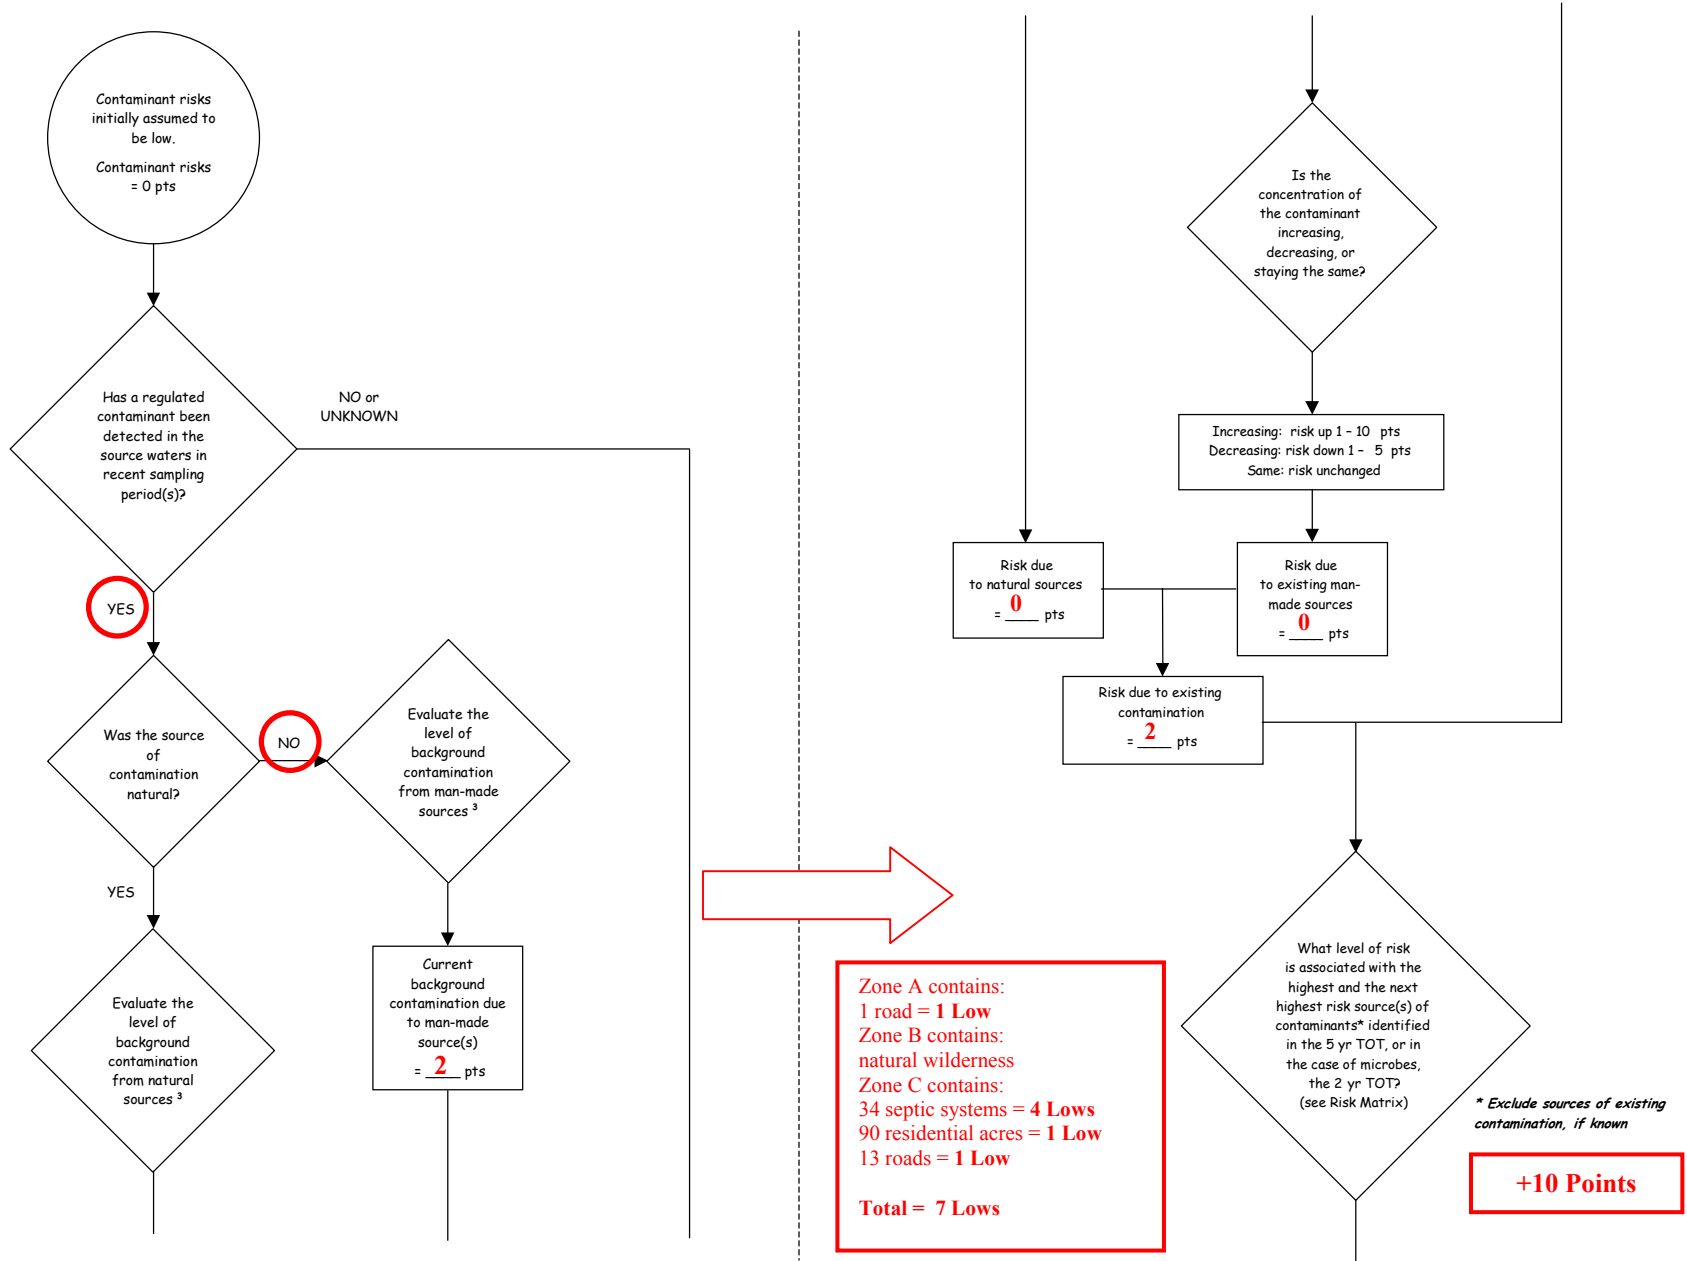 Contaminant risks
initially assumed to
be low.
Contaminant risks
= 0 pts
Has a regulated
contaminant been
detected in the
source waters in
recent sampling
period(s)?
NO or
UNKNOWN
YES
Was the source
of
contamination
natural?
NO
Evaluate the
level of
background
contamination
from man-made
sources ³
YES
Evaluate the
level of
background
contamination
from natural
sources ³
Current
background
contamination due
to man-made
source(s)
= 2 pts
Is the
concentration of
the contaminant
increasing,
decreasing, or
staying the same?
Increasing: risk up 1 – 10 pts
Decreasing: risk down 1 – 5 pts
Same: risk unchanged
Risk due
to natural sources
= 0 pts
Risk due
to existing man-
made sources
= 0 pts
Risk due to existing
contamination
= 2 pts
What level of risk
is associated with the
highest and the next
highest risk source(s) of
contaminants* identified
in the 5 yr TOT, or in
the case of microbes,
the 2 yr TOT?
(see Risk Matrix)
* Exclude sources of existing
contamination, if known
+10 Points
Zone A contains:
1 road = 1 Low
Zone B contains:
natural wilderness
Zone C contains:
34 septic systems = 4 Lows
90 residential acres = 1 Low
13 roads = 1 Low
Total = 7 Lows